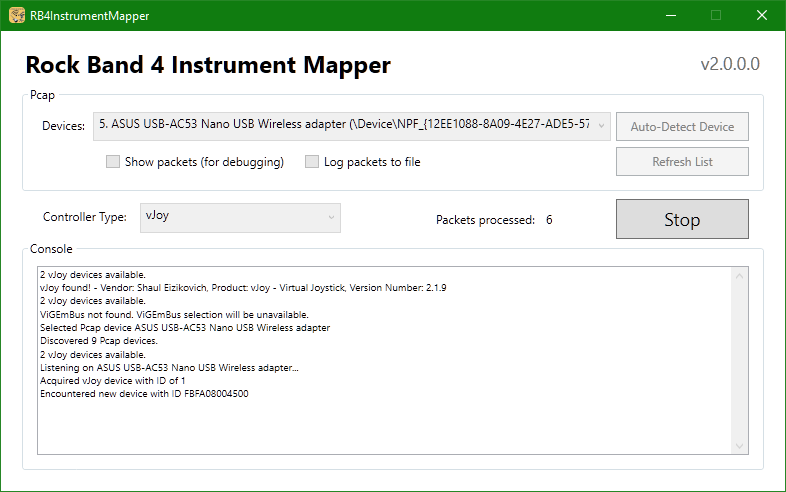 RB4InstrumentMapper
Rock Band 4 Instrument Mapper
v2.0.0.0
Pcap
Devices:
5. ASUS USB-AC53 Nano USB Wireless adapter (\Device\NPF_{12EE1088-8A09-4E27-ADE5-57
Auto-Detect Device
Show packets (for debugging)
Log packets to file
Refresh List
Controller Type:
vJoy
Packets processed: 6
Stop
Console
2 vJoy devices available.
vJoy found! - Vendor: Shaul Eizikovich, Product: vJoy - Virtual Joystick, Version Number: 2.1.9
2 vJoy devices available.
ViGEmBus not found. ViGEmBus selection will be unavailable.
Selected Pcap device ASUS USB-AC53 Nano USB Wireless adapter
Discovered 9 Pcap devices.
2 vJoy devices available.
Listening on ASUS USB-AC53 Nano USB Wireless adapter...
Acquired vJoy device with ID of 1
Encountered new device with ID FBFA08004500